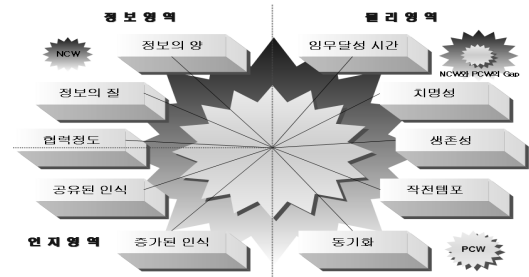 정보영역
물리영역
NCW
정보의 양
임무달성 시간
NCW와 PCW의 Gap
정보의 질
치명성
협력정도
생존성
공유된 인식
작전템포
인지영역
증가된 인식
동기화
PCW